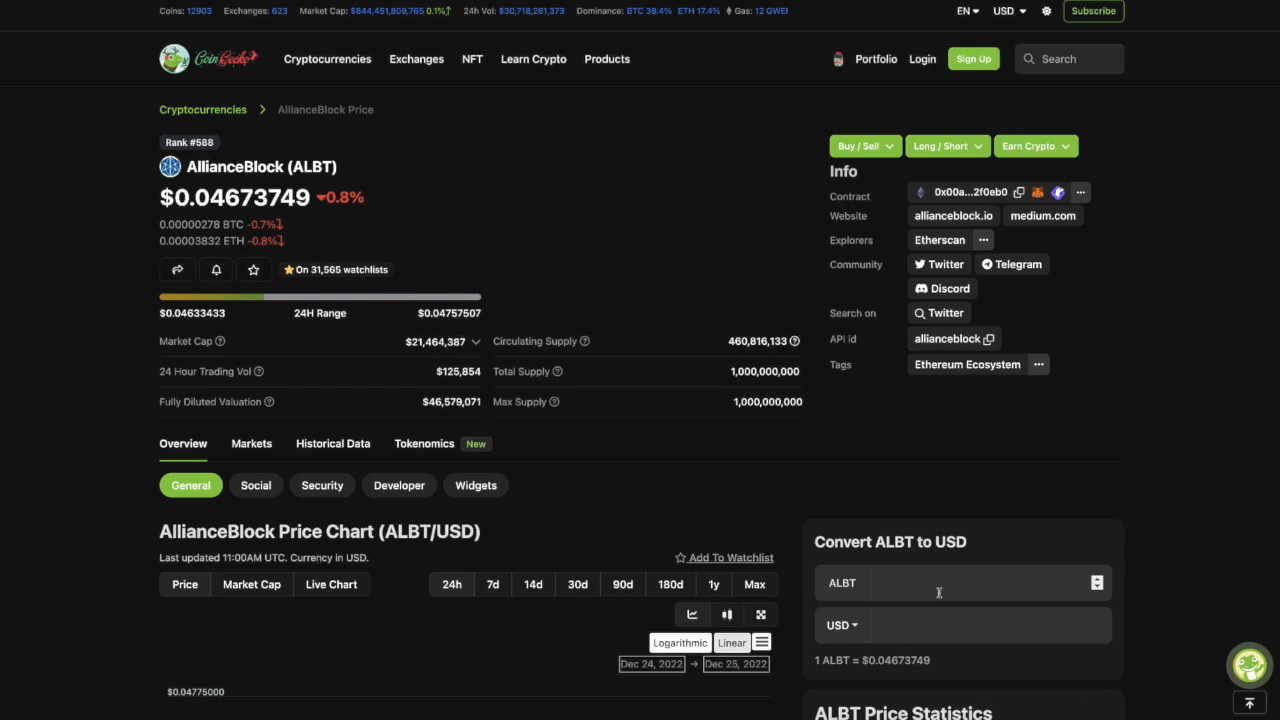 Coins: 12903 Exchanges: 623 Market Cap: $844,451,809,765 0.1% 24h Vol: $30,718,281,373 Dominance: BTC 38.4% ETH 17.4% Gas: 12 GWEI EN USD Subscribe
CoinGecko Cryptocurrencies Exchanges NFT Learn Crypto Products Portfolio Login Sign Up Search
Cryptocurrencies AllianceBlock Price
Rank #588
AllianceBlock (ALBT)
$0.04673749 0.8%
0.00000278 BTC -0.7%
0.00003832 ETH -0.8%
On 31,565 watchlists
$0.04633433 24H Range $0.04757507
Market Cap $21,464,387
24 Hour Trading Vol $125,854
Fully Diluted Valuation $46,579,071
Circulating Supply 460,816,133
Total Supply 1,000,000,000
Max Supply 1,000,000,000
Buy / Sell Long / Short Earn Crypto
Info
Contract 0x00a...2f0eb0 ...
Website allianceblock.io medium.com
Explorers Etherscan ...
Community Twitter Telegram
Discord
Search on Twitter
API id allianceblock
Tags Ethereum Ecosystem ...
Overview Markets Historical Data Tokenomics New
General Social Security Developer Widgets
AllianceBlock Price Chart (ALBT/USD)
Last updated 11:00AM UTC. Currency in USD. Add To Watchlist
Price Market Cap Live Chart 24h 7d 14d 30d 90d 180d 1y Max
Logarithmic Linear
Dec 24, 2022 → Dec 25, 2022
$0.04775000
Convert ALBT to USD
ALBT
USD
1 ALBT = $0.04673749
ALBT Price Statistics